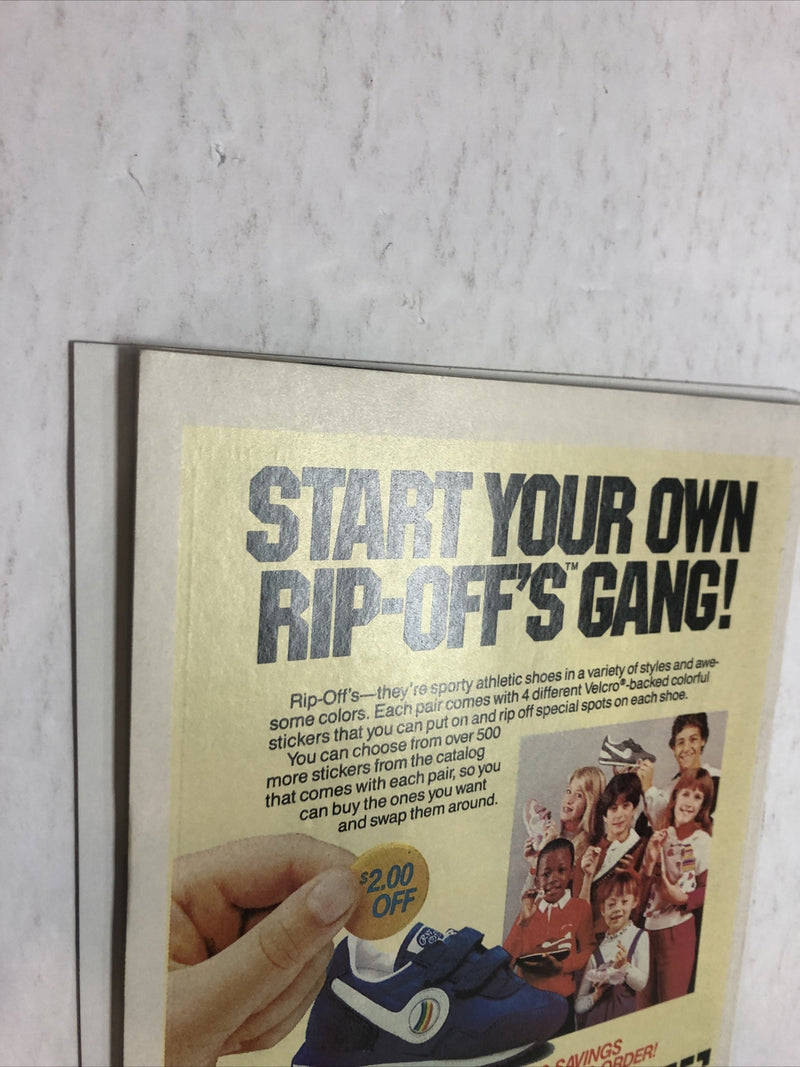 START YOUR OWN
RIP-OFF'S™ GANG!
Rip-Off's—they're sporty athletic shoes in a variety of styles and awe-
some colors. Each pair comes with 4 different Velcro®-backed colorful
stickers that you can put on and rip off special spots on each shoe.
You can choose from over 500
more stickers from the catalog
that comes with each pair, so you
can buy the ones you want
and swap them around.
$2.00
OFF
SAVINGS
ORDER!